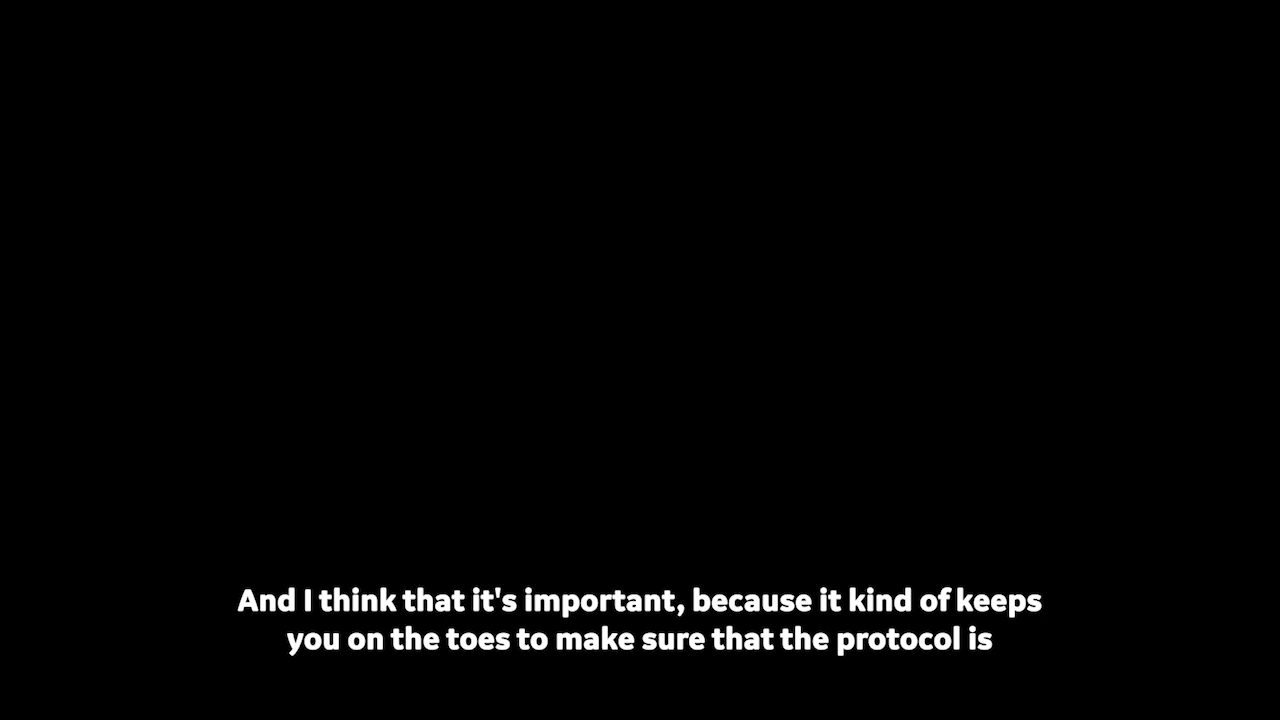 And I think that it's important, because it kind of keeps
you on the toes to make sure that the protocol is